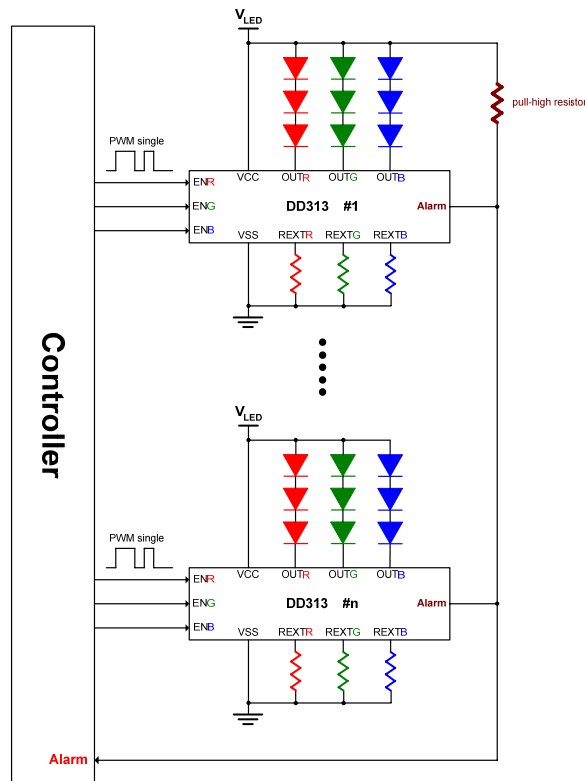 VLED
pull-high resistor
PWM single
VCC OUTR OUTG OUTB
ENR
ENG
ENB
DD313 #1
Alarm
VSS REXTR REXTG REXTB
Controller
VLED
PWM single
VCC OUTR OUTG OUTB
ENR
ENG
ENB
DD313 #n
Alarm
VSS REXTR REXTG REXTB
Alarm